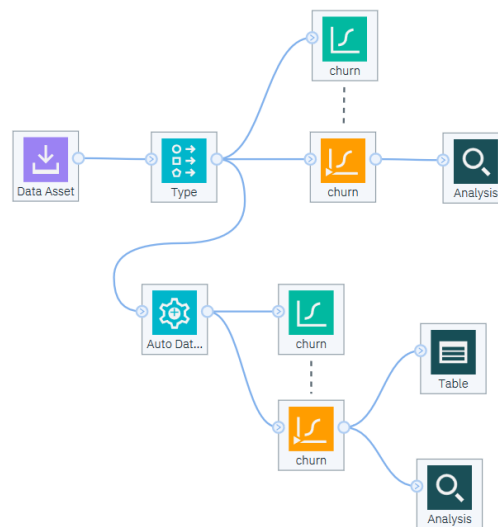 churn
Data Asset
Type
churn
Analysis
Auto Dat...
churn
Table
churn
Analysis